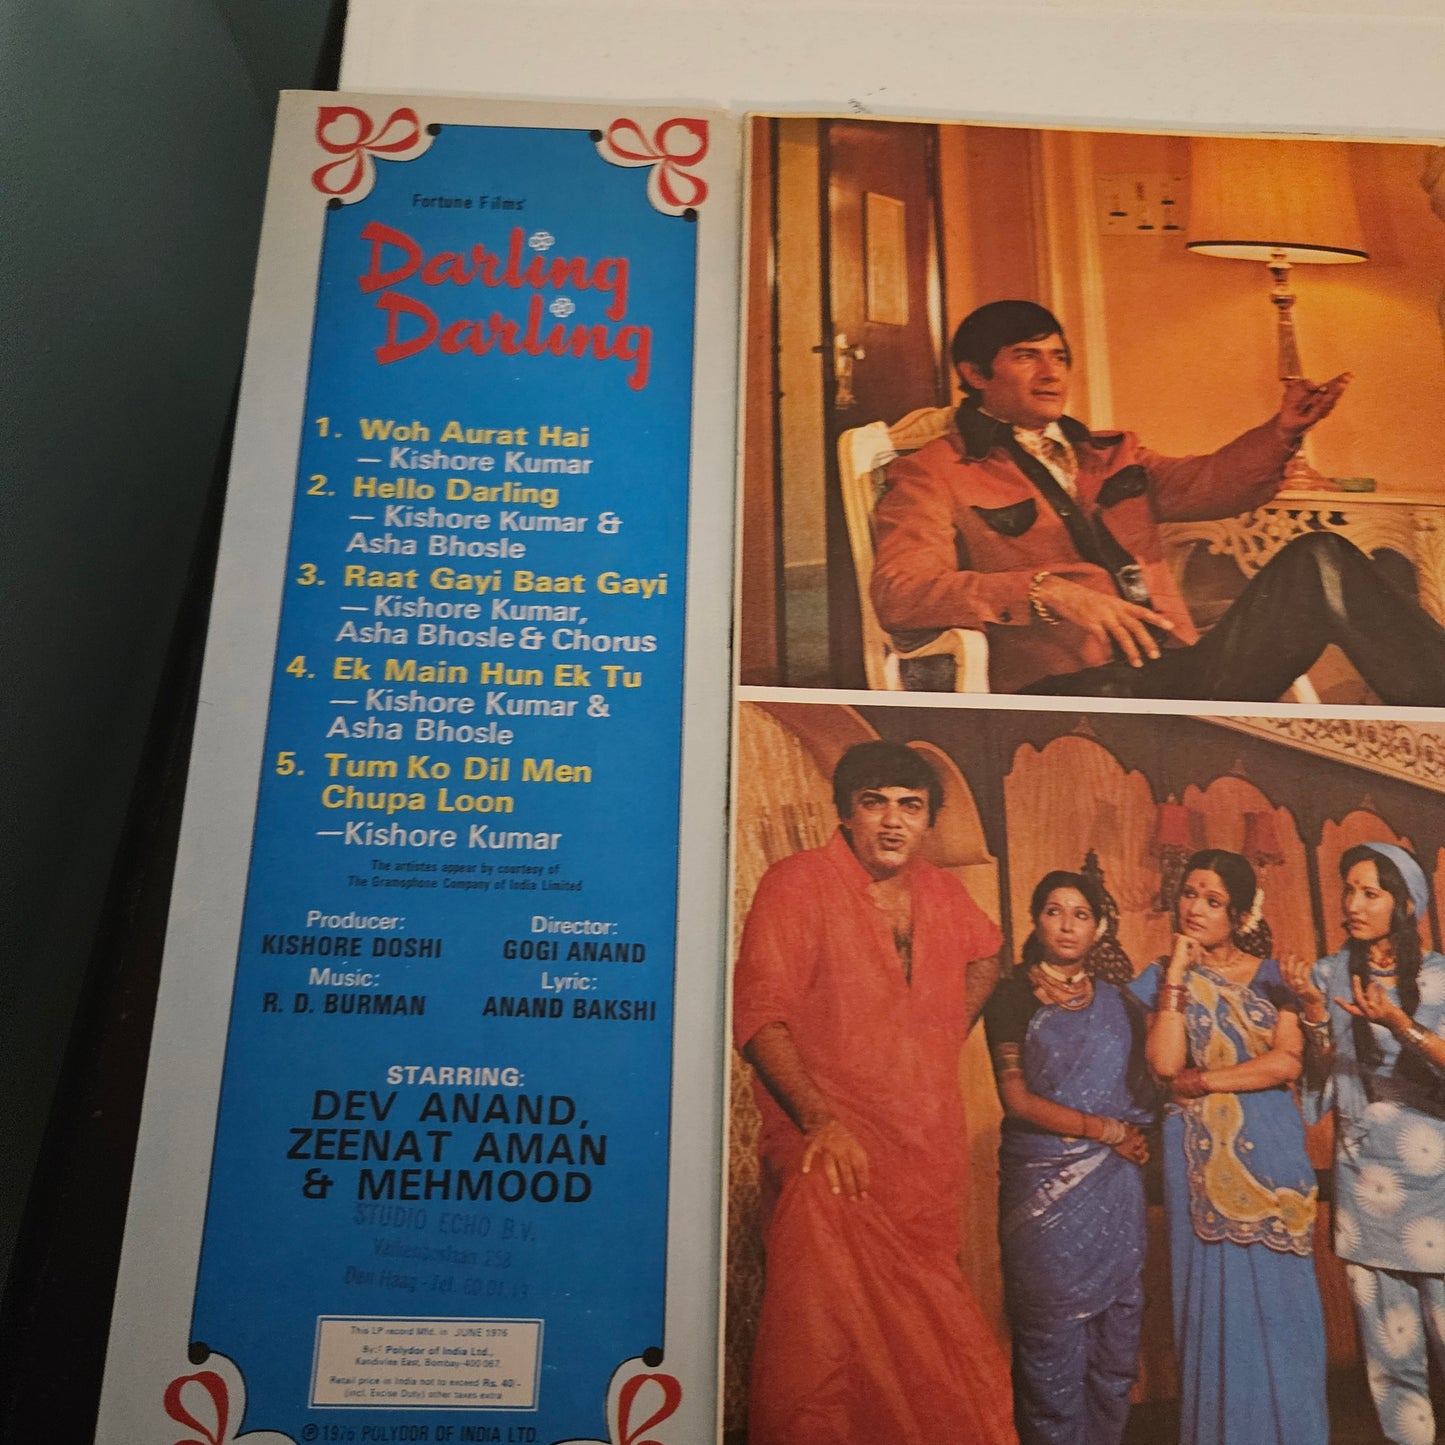 Fortune Films'
Darling
Darling
1. Woh Aurat Hai
— Kishore Kumar
2. Hello Darling
— Kishore Kumar &
Asha Bhosle
3. Raat Gayi Baat Gayi
— Kishore Kumar,
Asha Bhosle & Chorus
4. Ek Main Hun Ek Tu
— Kishore Kumar &
Asha Bhosle
5. Tum Ko Dil Men
Chupa Loon
—Kishore Kumar
The artistes appear by courtesy of
The Gramophone Company of India Limited
Producer: Director:
KISHORE DOSHI GOGI ANAND
Music: Lyric:
R. D. BURMAN ANAND BAKSHI
STARRING:
DEV ANAND,
ZEENAT AMAN
& MEHMOOD
STUDIO ECHO B.V.
258
Den Haag - Tel. 60.01.13
This LP record Mfd. in JUNE 1976
By: Polydor of India Ltd.,
Kandivlee East, Bombay-400 067.
Retail price in India not to exceed Rs. 40/-
(incl. Excise Duty) other taxes extra
℗ 1976 POLYDOR OF INDIA LTD.